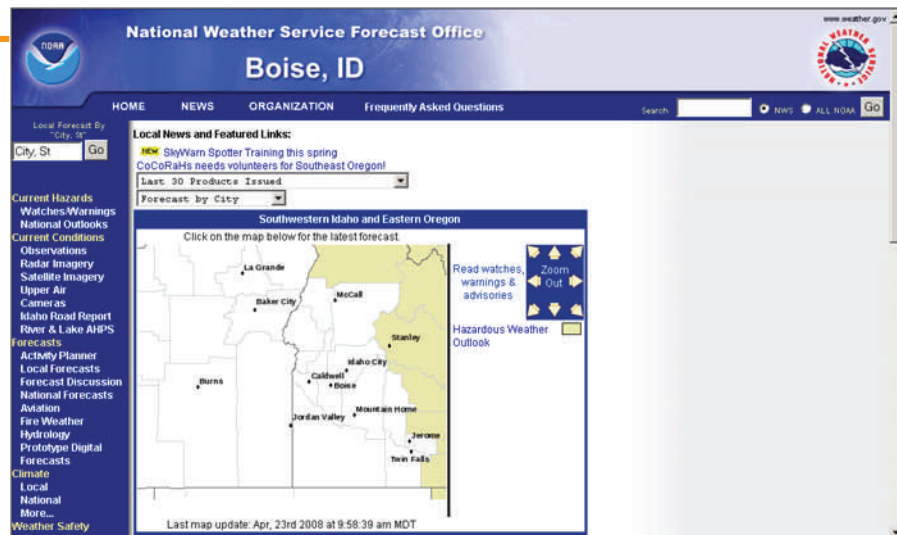 www.weather.gov
NOAA
National Weather Service Forecast Office
Boise, ID
HOME NEWS ORGANIZATION Frequently Asked Questions
Search NWS ALL NOAA Go
Local Forecast By
"City, St"
City, St Go
Current Hazards
Watches/Warnings
National Outlooks
Current Conditions
Observations
Radar Imagery
Satellite Imagery
Upper Air
Cameras
Idaho Road Report
River & Lake AHPS
Forecasts
Activity Planner
Local Forecasts
Forecast Discussion
National Forecasts
Aviation
Fire Weather
Hydrology
Prototype Digital
Forecasts
Climate
Local
National
More...
Weather Safety
Local News and Featured Links:
NEW SkyWarn Spotter Training this spring
CoCoRaHs needs volunteers for Southeast Oregon!
Last 30 Products Issued
Forecast by City
Southwestern Idaho and Eastern Oregon
Click on the map below for the latest forecast.
La Grande
Baker City
McCall
Stanley
Idaho City
Caldwell
Boise
Burns
Mountain Home
Jordan Valley
Jerome
Twin Falls
Read watches,
warnings &
advisories
Zoom
Out
Hazardous Weather
Outlook
Last map update: Apr, 23rd 2008 at 9:58:39 am MDT